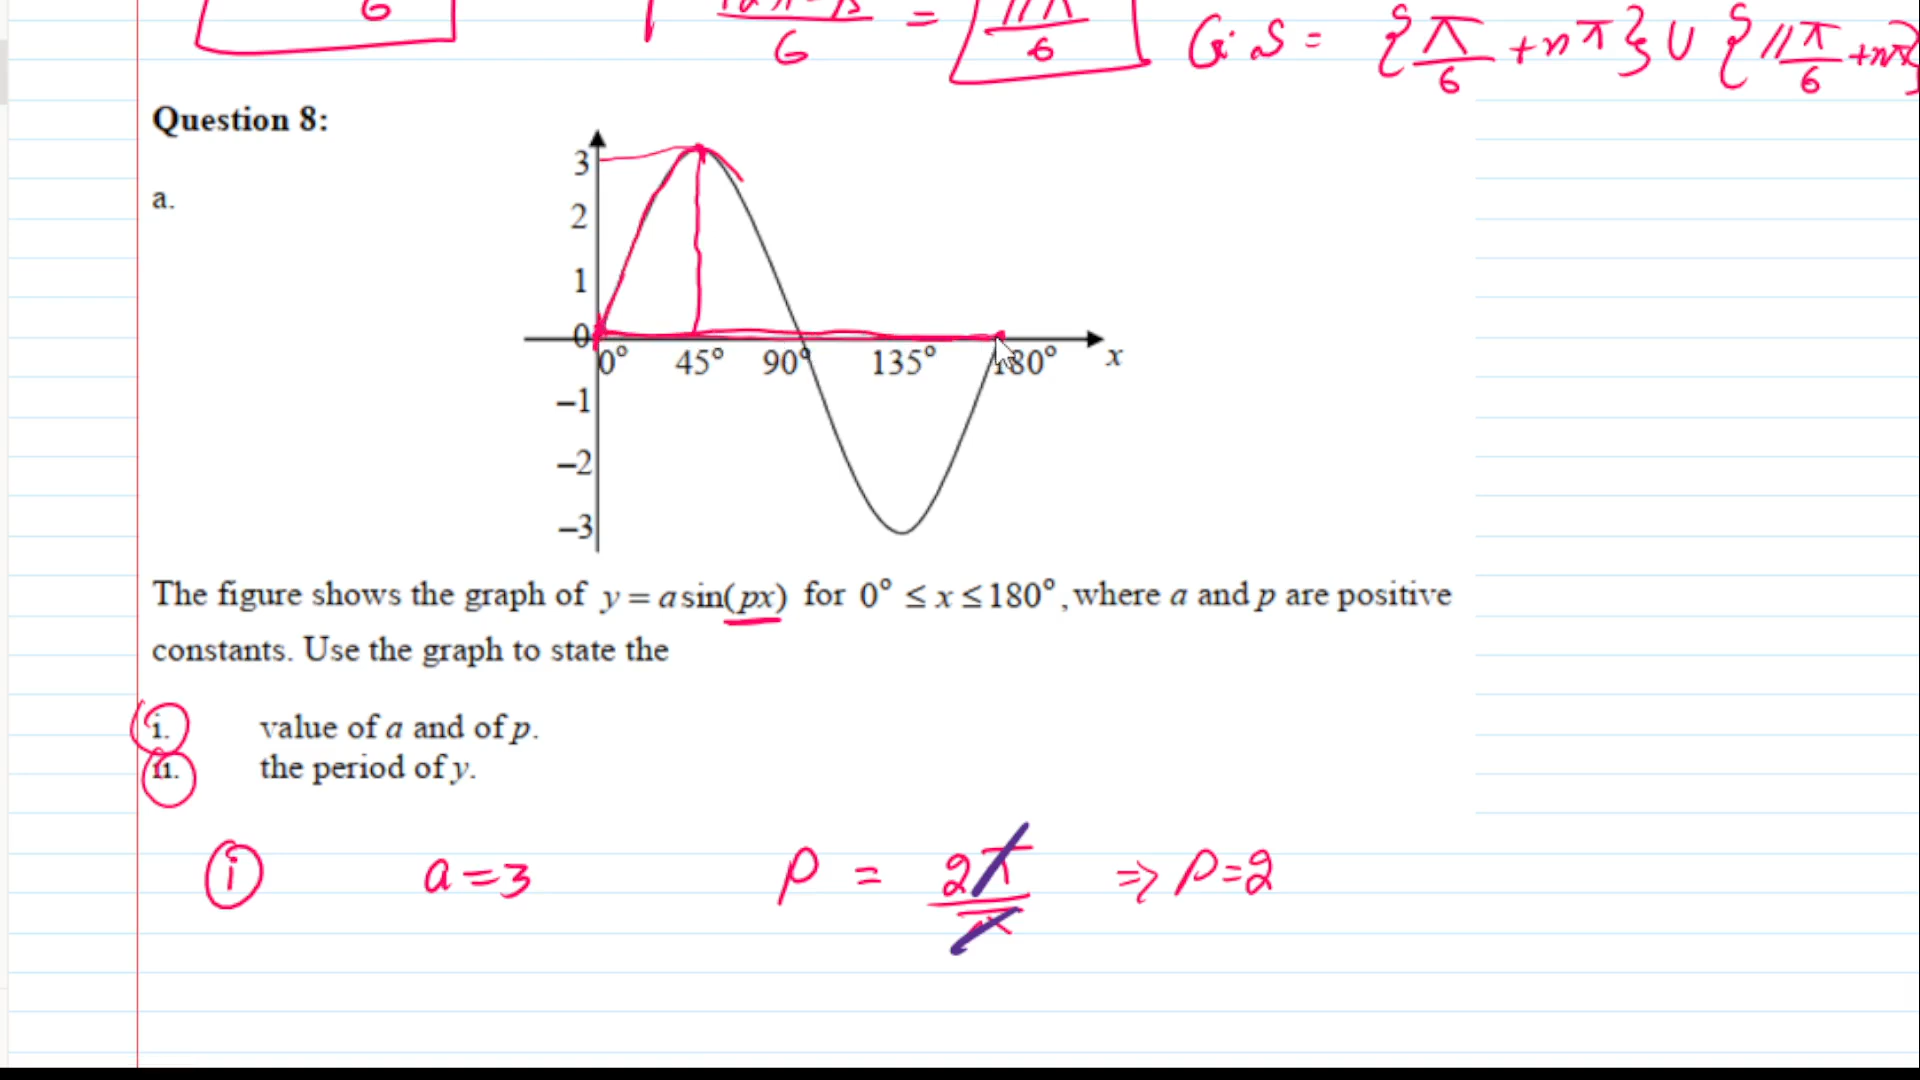 6 6 = 11π/6 G.S = {π/6 + nπ} ∪ {11π/6 + nπ}
Question 8:
a.
3
2
1
0
0° 45° 90° 135° 180° x
–1
–2
–3
The figure shows the graph of y = a sin(px) for 0° ≤ x ≤ 180°, where a and p are positive
constants. Use the graph to state the
i. value of a and of p.
ii. the period of y.
i a=3 P = 2π/π ⇒ P=2